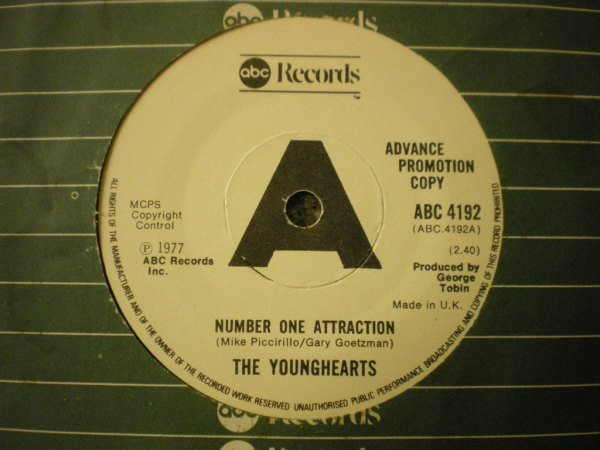 abc Records
abc Records
TM
A
ADVANCE
PROMOTION
COPY
MCPS
Copyright
Control
ABC 4192
(ABC.4192A)
(2.40)
Ⓟ 1977
ABC Records
Inc.
Produced by
George
Tobin
Made in U.K.
NUMBER ONE ATTRACTION
(Mike Piccirillo/Gary Goetzman)
THE YOUNGHEARTS
ALL RIGHTS OF THE MANUFACTURER AND OF THE OWNER OF THE RECORDED WORK RESERVED UNAUTHORISED PUBLIC PERFORMANCE BROADCASTING AND COPYING OF THIS RECORD PROHIBITED
abc Records
abc Records